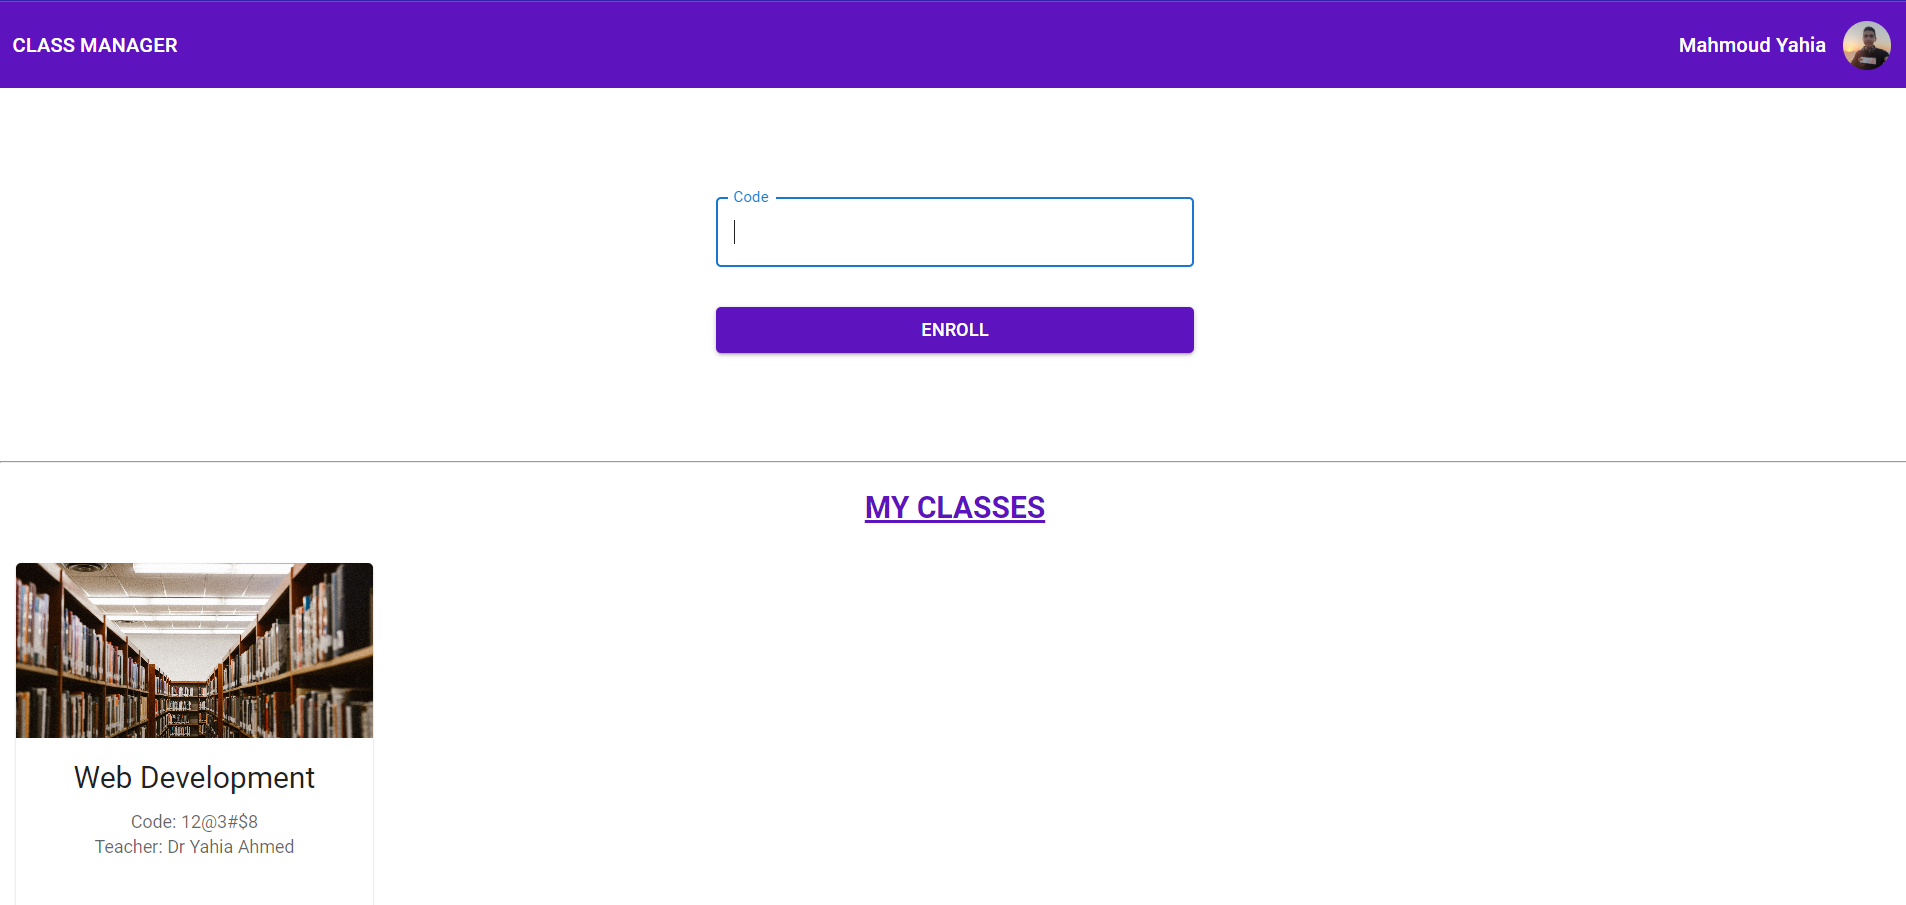 CLASS MANAGER
Mahmoud Yahia
Code
ENROLL
MY CLASSES
Web Development
Code: 12@3#$8
Teacher: Dr Yahia Ahmed